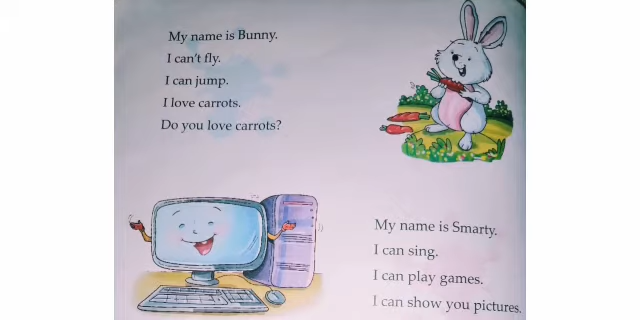 My name is Bunny.
I can't fly.
I can jump.
I love carrots.
Do you love carrots?
My name is Smarty.
I can sing.
I can play games.
I can show you pictures.